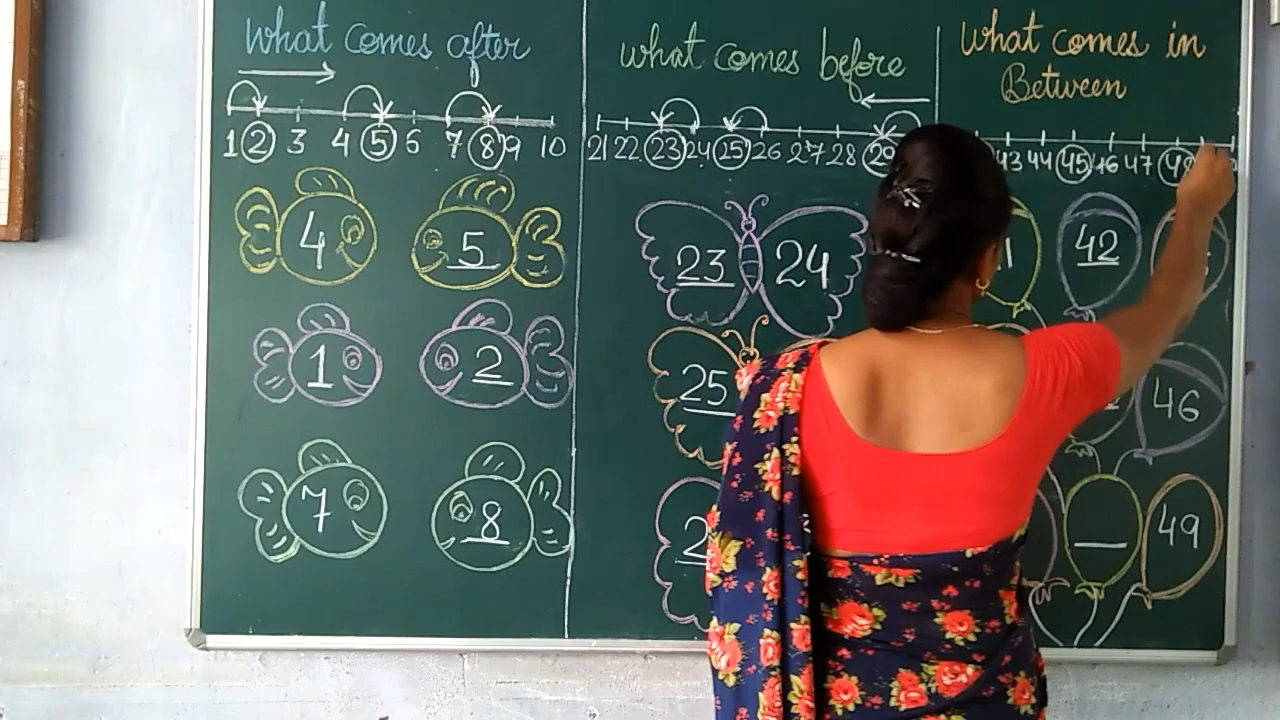 What comes after
1 2 3 4 5 6 7 8 9 10
4 5
1 2
7 8
what comes before
21 22 23 24 25 26 27 28 29
23 24
25
2
What comes in
Between
43 44 45 46 47 48
42
46
49